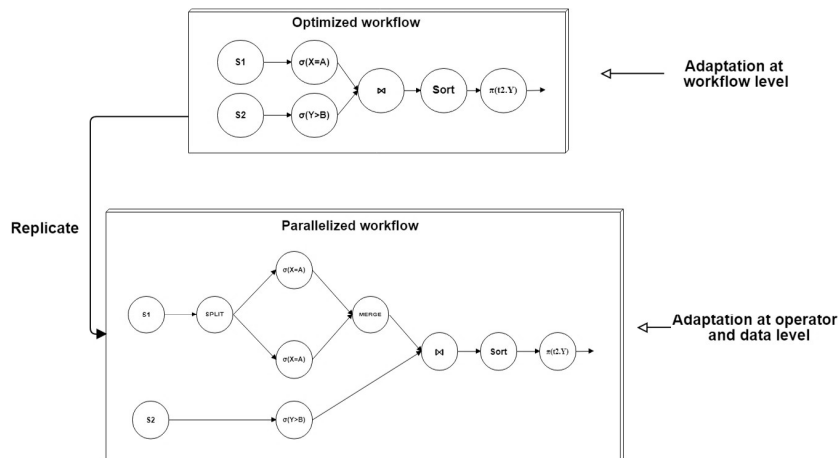 Optimized workflow
S1
σ(X=A)
S2
σ(Y>B)
⋈
Sort
π(t2.Y)
Adaptation at
workflow level
Replicate
Parallelized workflow
S1
SPLIT
σ(X=A)
σ(X=A)
MERGE
S2
σ(Y>B)
⋈
Sort
π(t2.Y)
Adaptation at operator
and data level